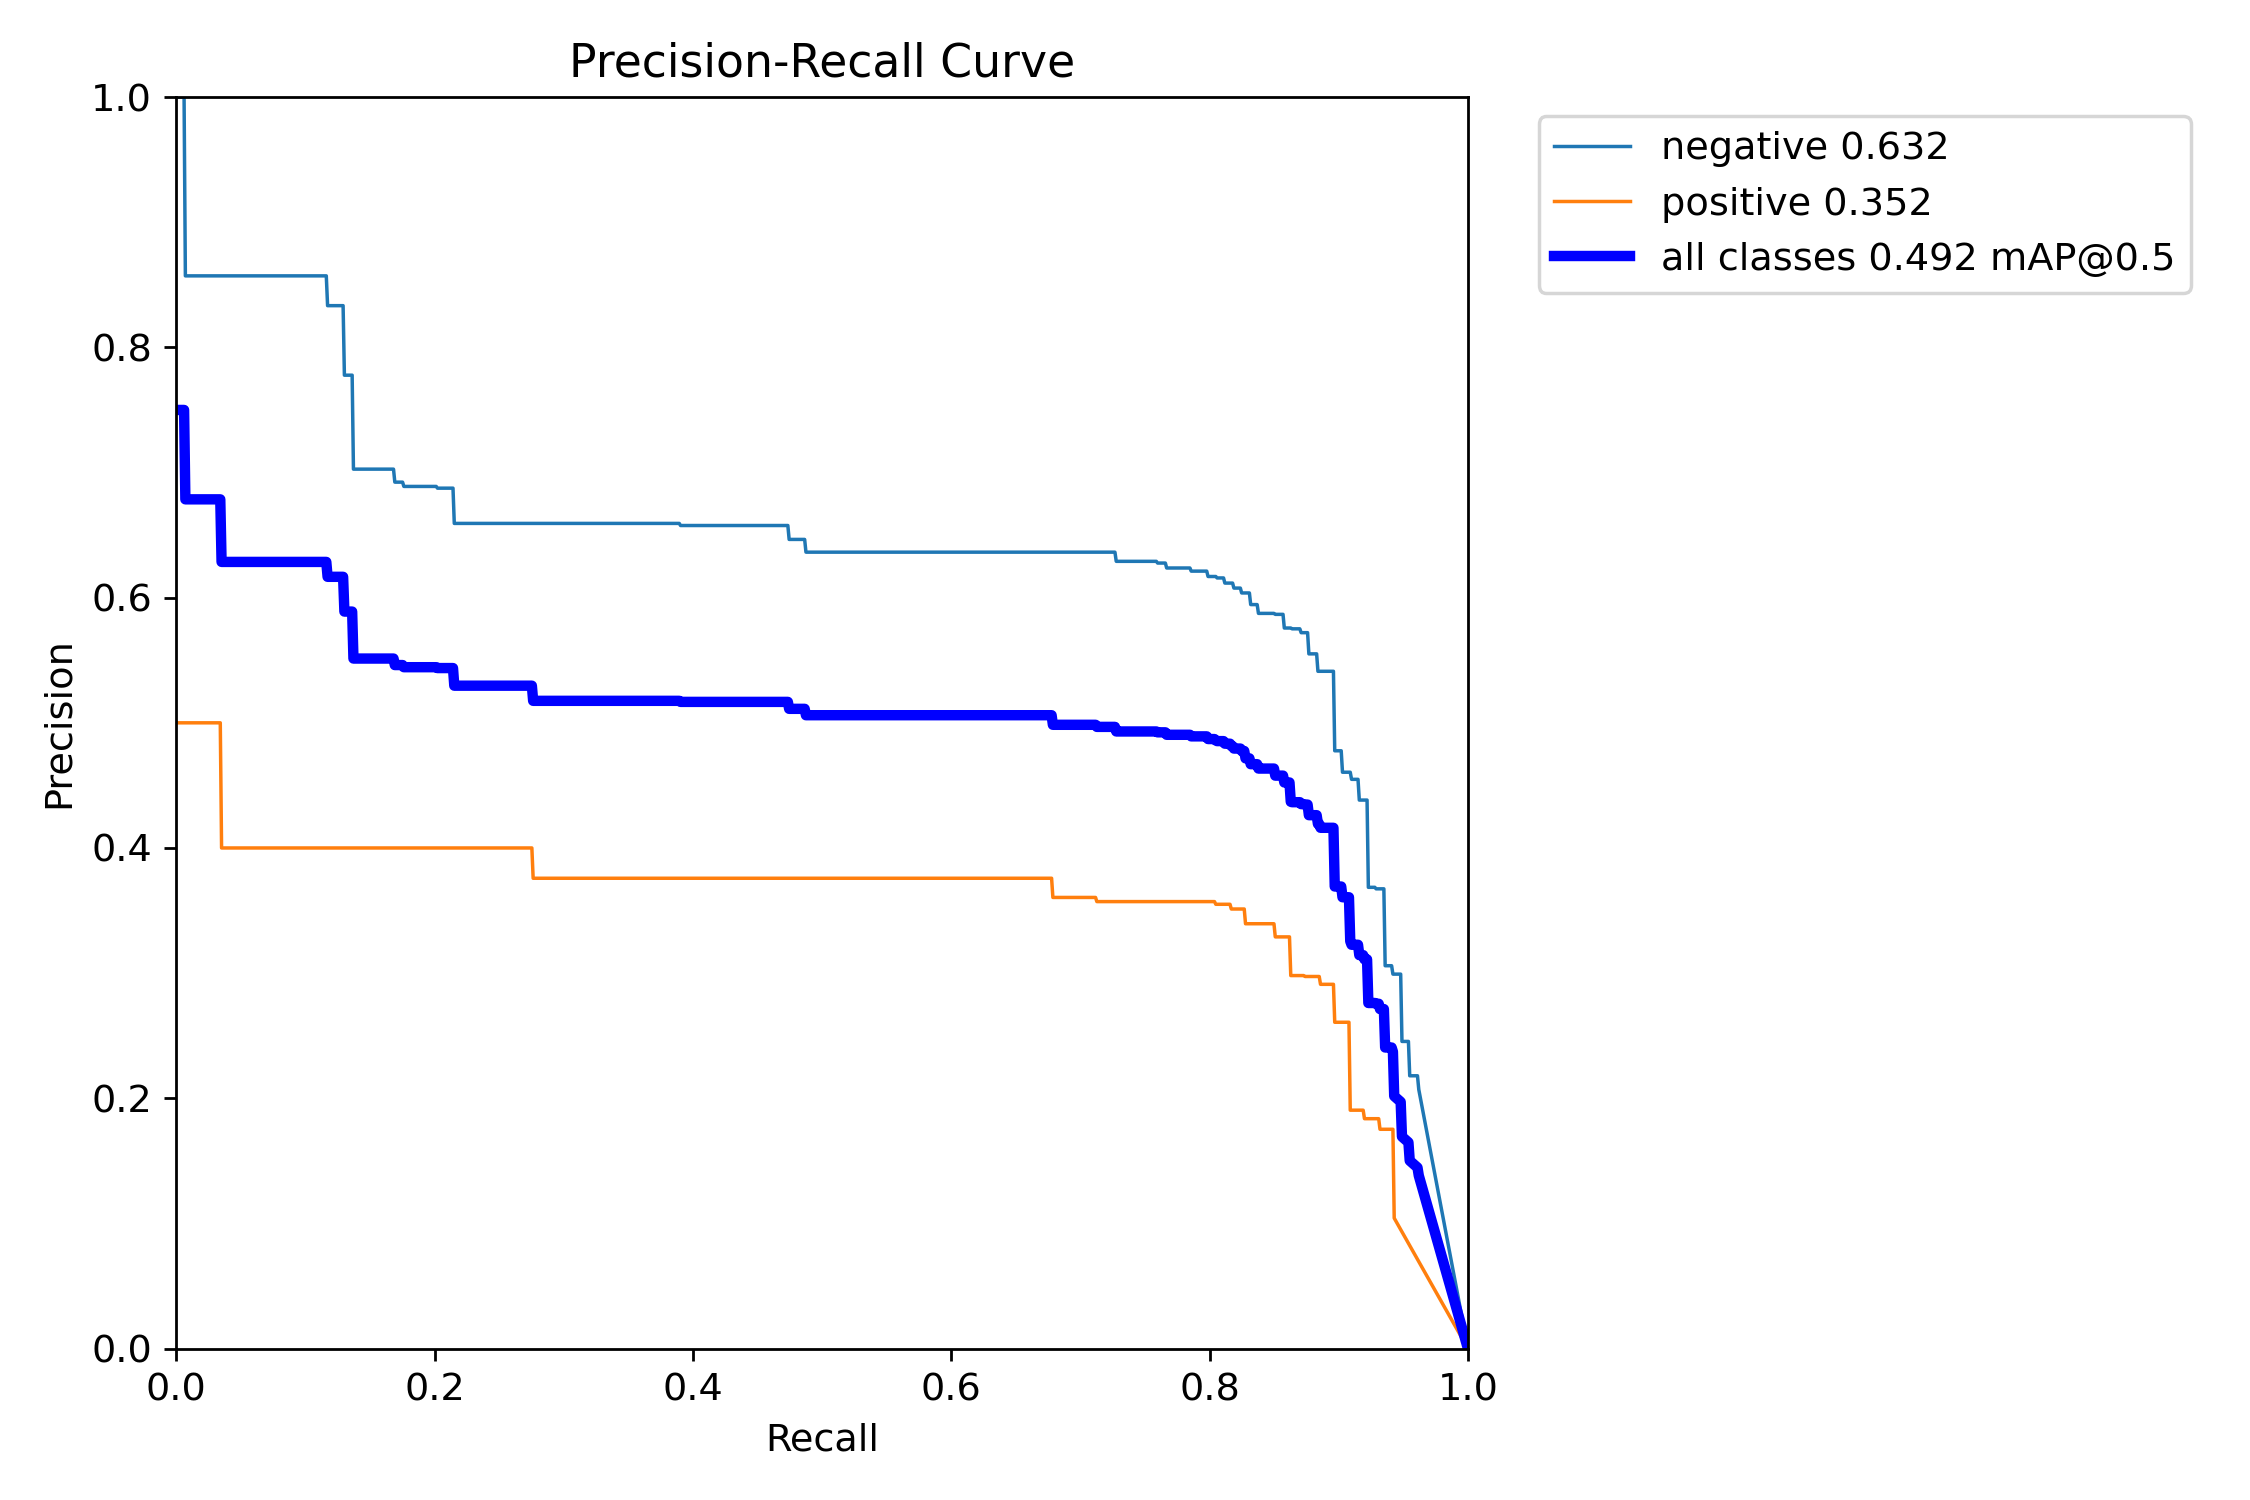 Precision-Recall Curve
negative 0.632
positive 0.352
all classes 0.492 mAP@0.5
1.0
0.8
0.6
0.4
0.2
0.0
Precision
0.0 0.2 0.4 0.6 0.8 1.0
Recall